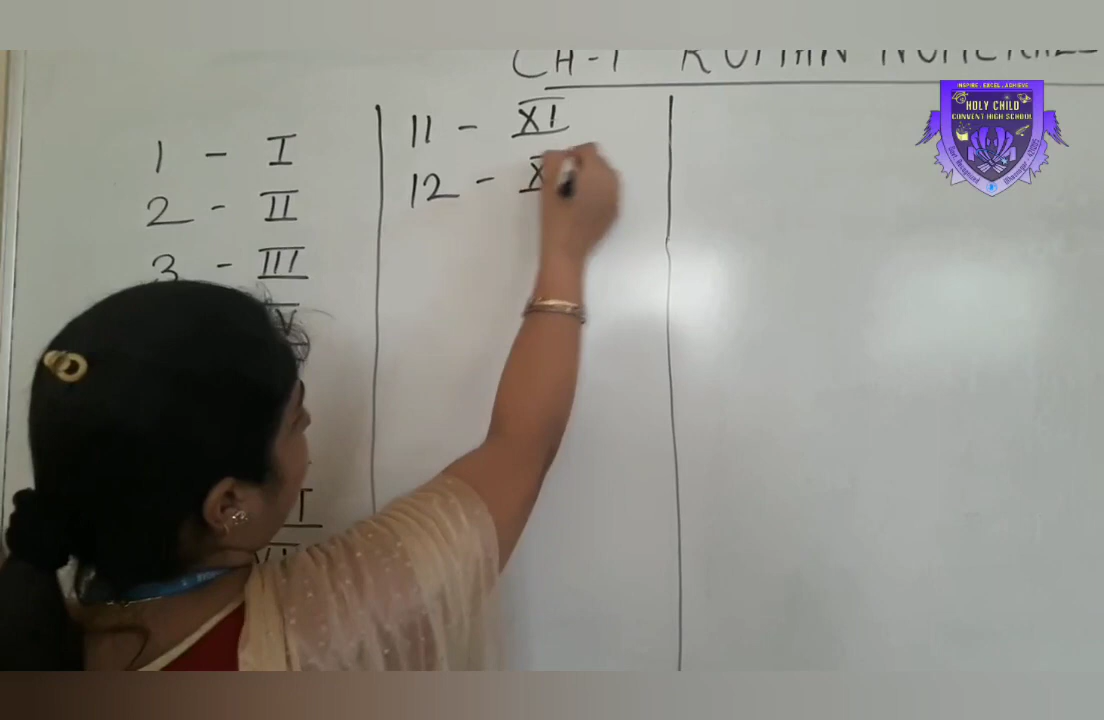 CH-1 ROMAN NUMERALS
1 - I
2 - II
3 - III
11 - XI
12 - X
INSPIRE . EXCEL . ACHIEVE
HOLY CHILD
CONVENT HIGH SCHOOL